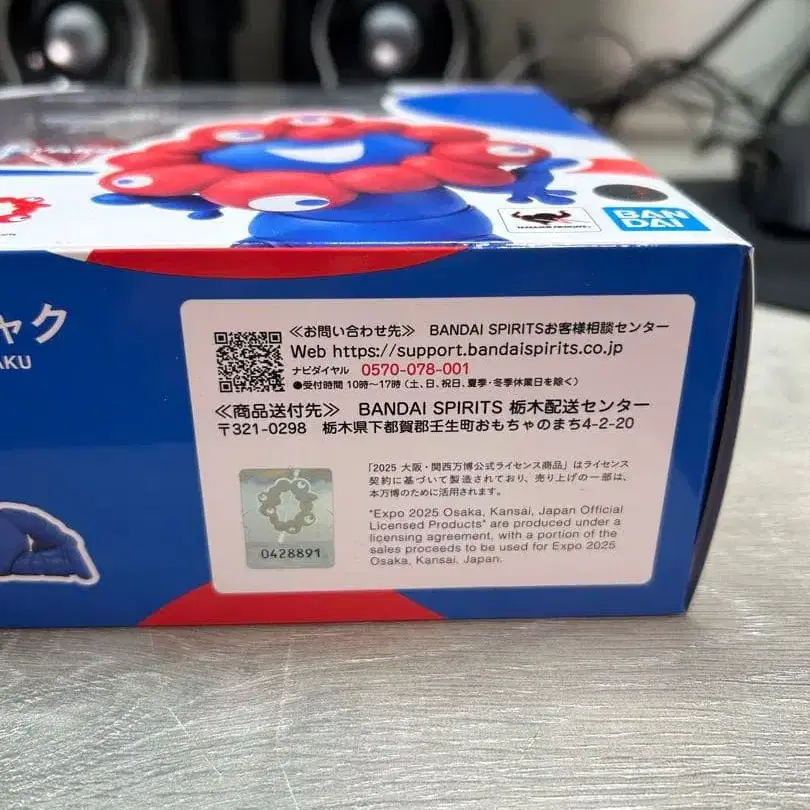 BAN
DAI
ャク
AKU
≪お問い合わせ先≫ BANDAI SPIRITSお客様相談センター
Web https://support.bandaispirits.co.jp
ナビダイヤル 0570-078-001
●受付時間 10時～17時（土、日、祝日、夏季・冬季休業日を除く）
≪商品送付先≫ BANDAI SPIRITS 栃木配送センター
〒321-0298 栃木県下都賀郡壬生町おもちゃのまち4-2-20
「2025 大阪・関西万博公式ライセンス商品」はライセンス
契約に基づいて製造されており、売り上げの一部は、
本万博のために活用されます。
"Expo 2025 Osaka, Kansai, Japan Official
Licensed Products" are produced under a
licensing agreement, with a portion of the
sales proceeds to be used for Expo 2025
Osaka, Kansai, Japan.
0428891